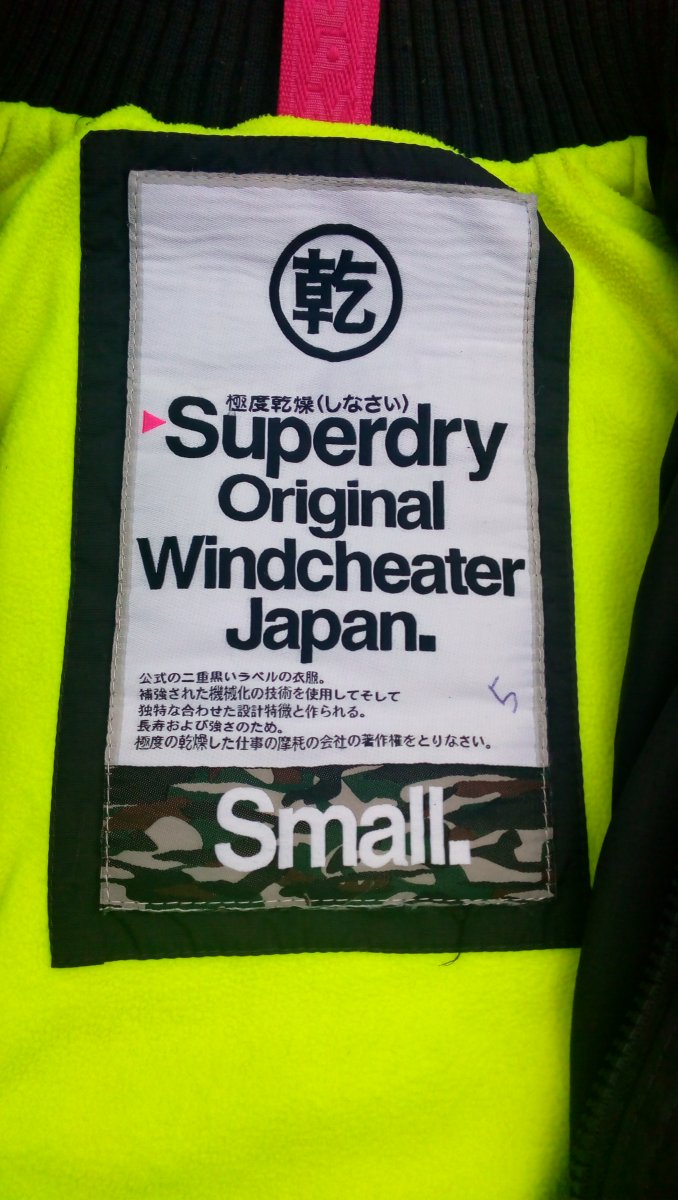 乾
極度乾燥(しなさい)
Superdry
Original
Windcheater
Japan.
公式の二重黒いラベルの衣服。
補強された機械化の技術を使用してそして
独特な合わせた設計特徴と作られる。
長寿および強さのため。
極度の乾燥した仕事の摩耗の会社の著作権をとりなさい。
5
Small.